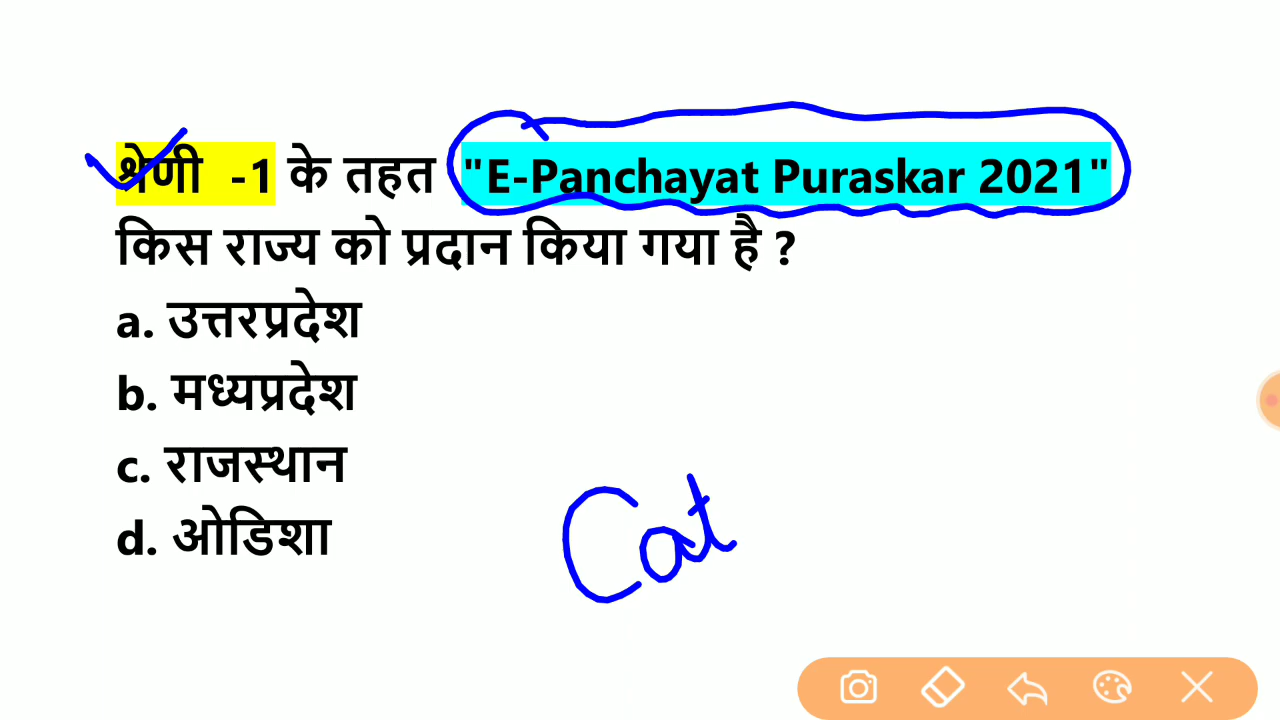 श्रेणी -1 के तहत "E-Panchayat Puraskar 2021"
किस राज्य को प्रदान किया गया है ?
a. उत्तरप्रदेश
b. मध्यप्रदेश
c. राजस्थान
d. ओडिशा
Cat